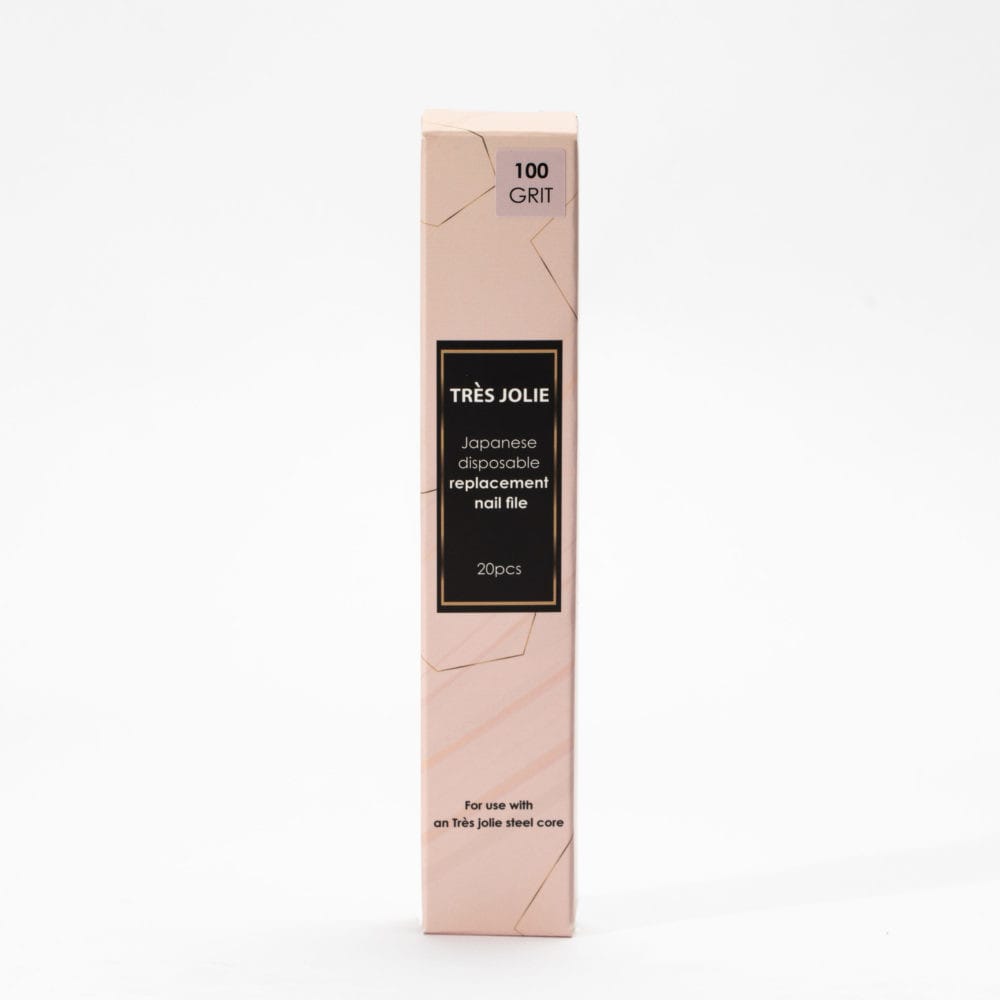 100
GRIT
TRÈS JOLIE
Japanese
disposable
replacement
nail file
20pcs
For use with
an Très jolie steel core